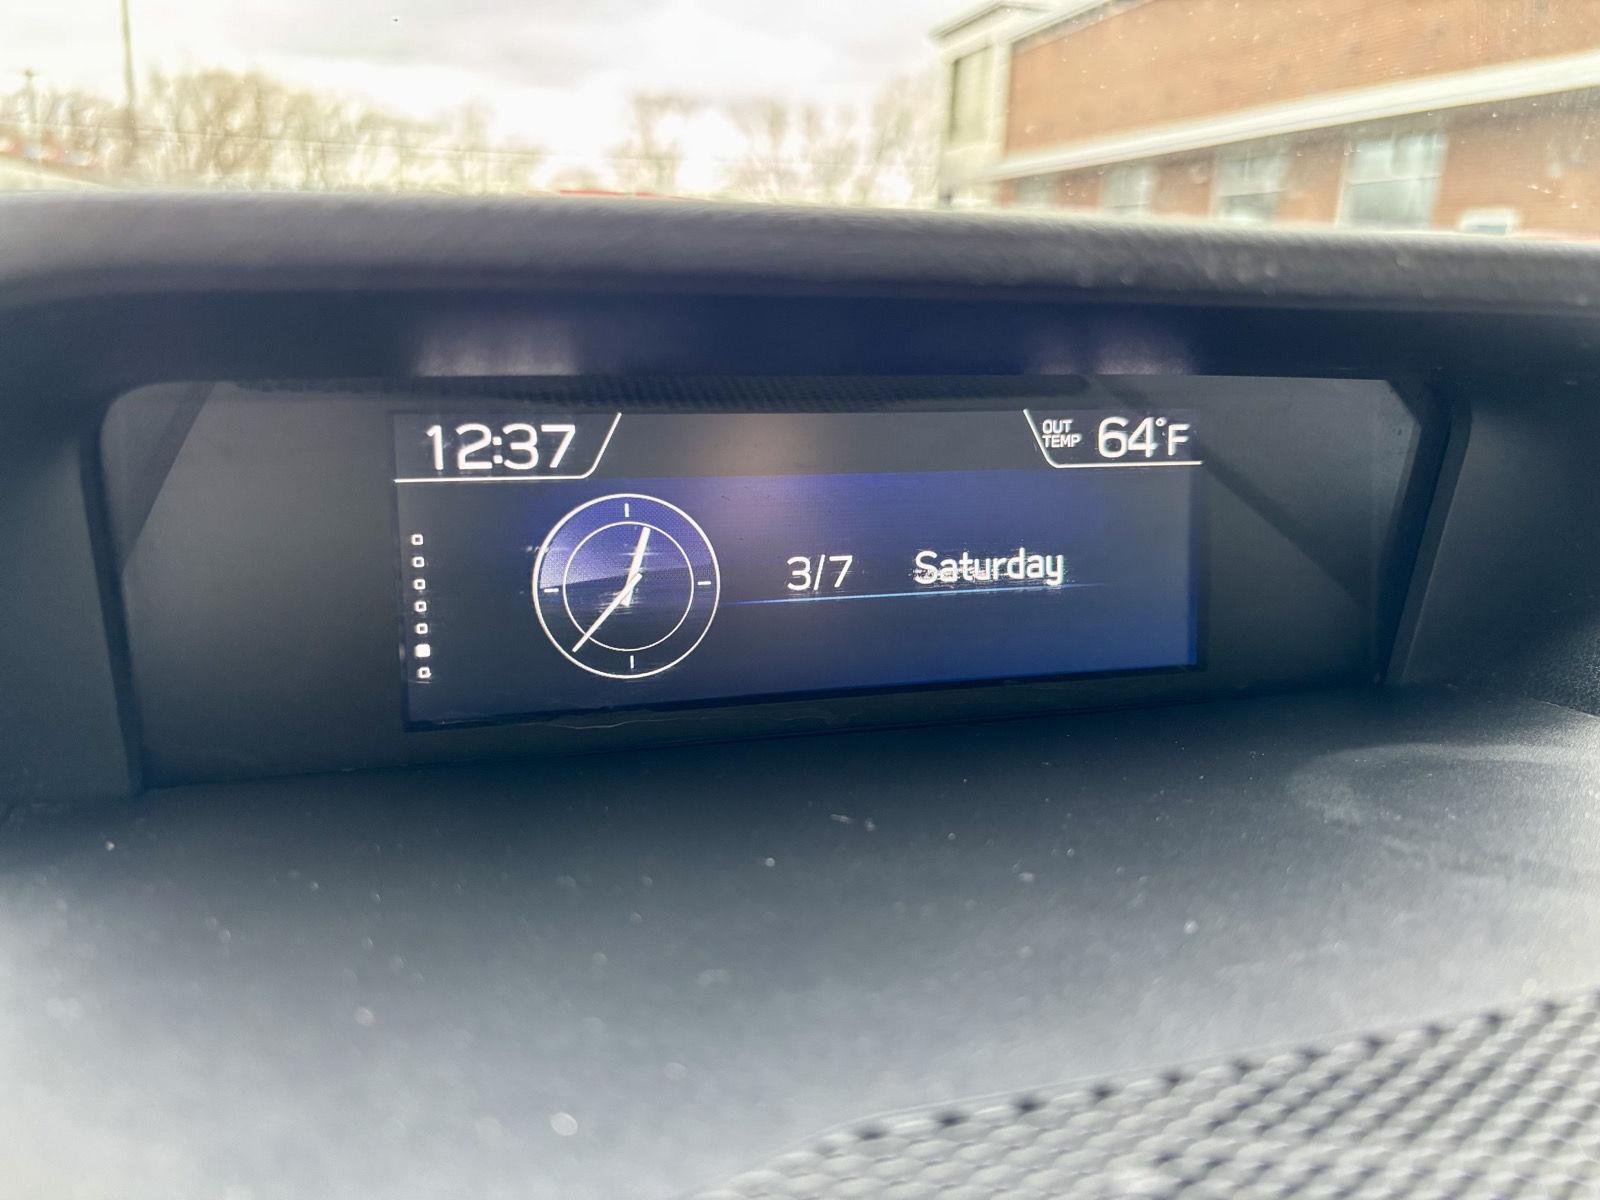 12:37
OUT
TEMP
64°F
3/7 Saturday